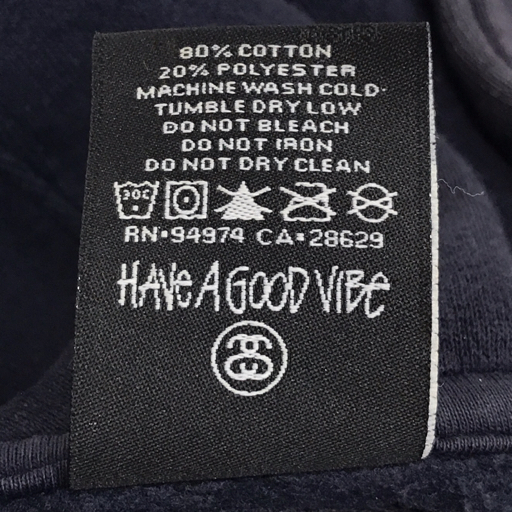 80% COTTON
20% POLYESTER
MACHINE WASH COLD
TUMBLE DRY LOW
DO NOT BLEACH
DO NOT IRON
DO NOT DRY CLEAN
30C
RN•94974 CA•28629
HAVE A GOOD VIBE